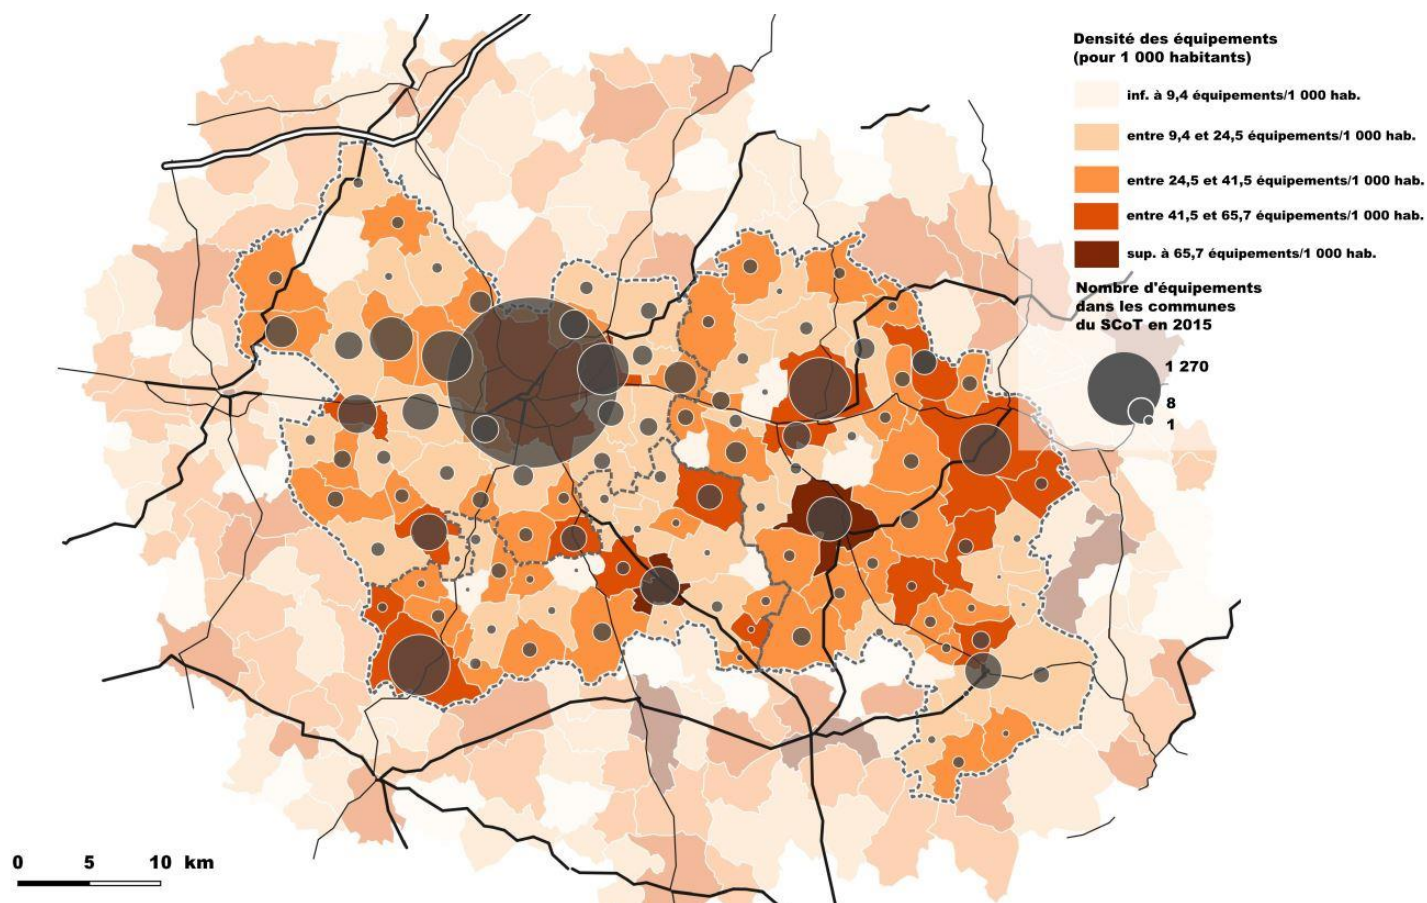 Densité des équipements
(pour 1 000 habitants)
inf. à 9,4 équipements/1 000 hab.
entre 9,4 et 24,5 équipements/1 000 hab.
entre 24,5 et 41,5 équipements/1 000 hab.
entre 41,5 et 65,7 équipements/1 000 hab.
sup. à 65,7 équipements/1 000 hab.
Nombre d'équipements
dans les communes
du SCoT en 2015
1 270
8
1
0 5 10 km